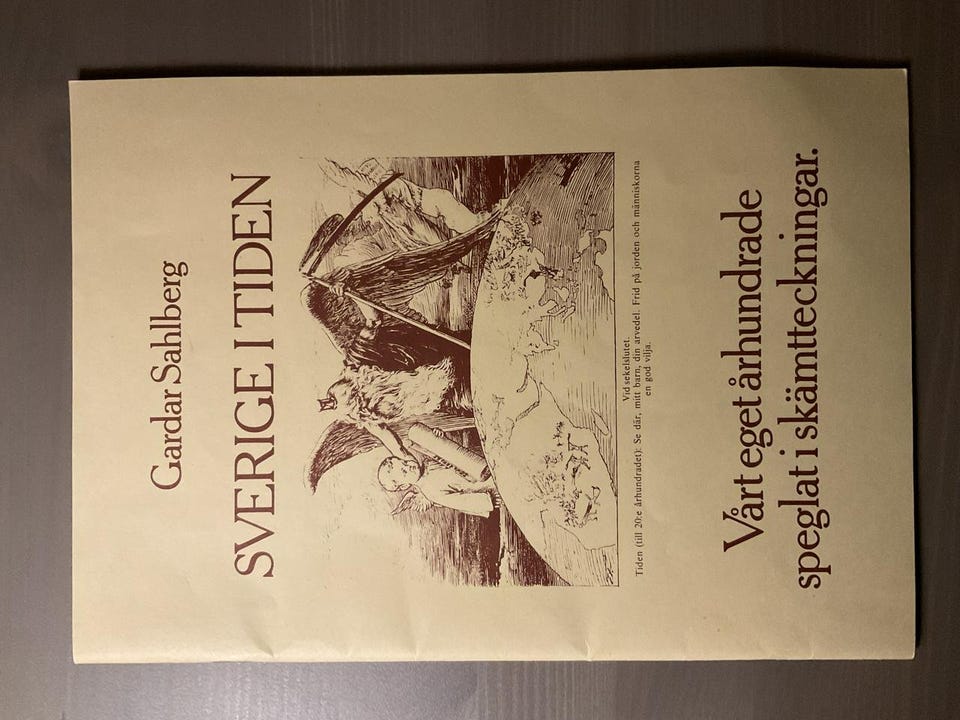 Gardar Sahlberg
SVERIGE I TIDEN
Vid sekelslutet.
Tiden (till 20:e århundradet): Se där, mitt barn, din arvedel. Frid på jorden och människorna
en god vilja.
Vårt eget århundrade
speglat i skämtteckningar.